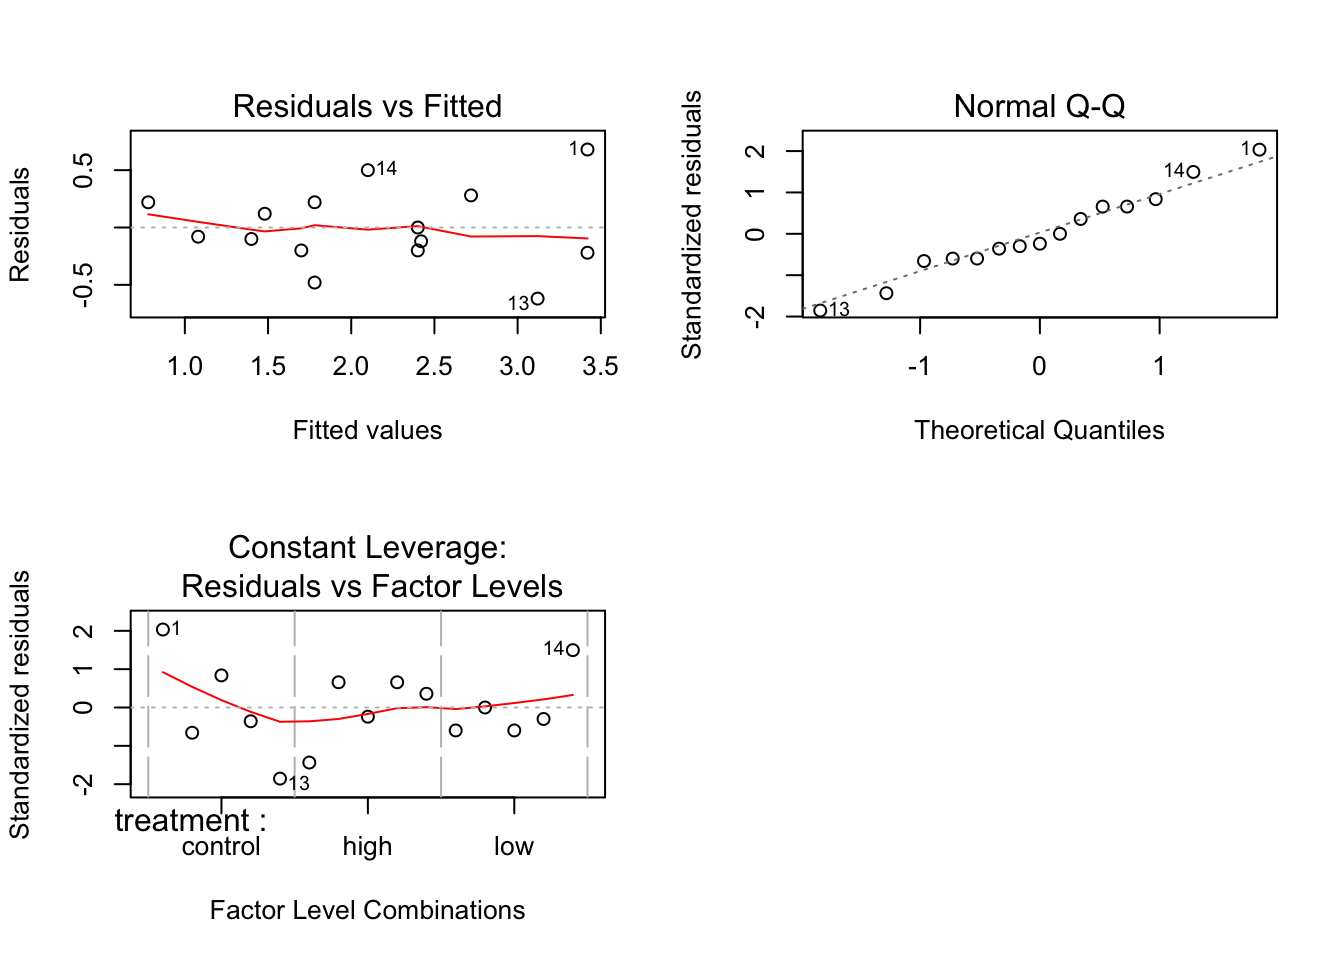 Residuals vs Fitted
Residuals
0.5
-0.5
1
14
13
1.0 1.5 2.0 2.5 3.0 3.5
Fitted values
Normal Q-Q
Standardized residuals
2
1
0
-2
1
14
13
-1 0 1
Theoretical Quantiles
Constant Leverage:
Residuals vs Factor Levels
Standardized residuals
2
1
0
-2
1
14
13
treatment :
control high low
Factor Level Combinations